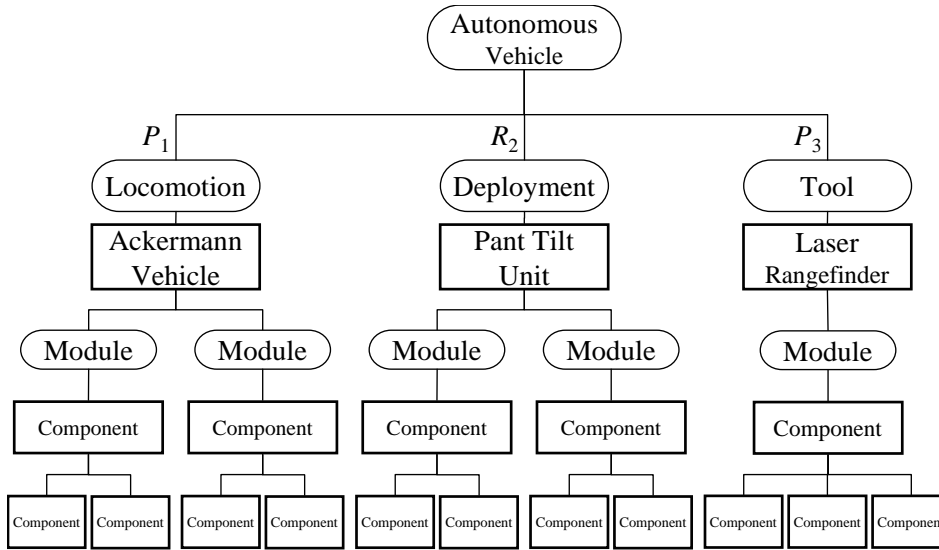 Autonomous
Vehicle
P1 R2 P3
Locomotion Deployment Tool
Ackermann Pant Tilt Laser
Vehicle Unit Rangefinder
Module Module Module Module Module
Component Component Component Component Component
Component Component Component Component Component Component Component Component Component Component Component